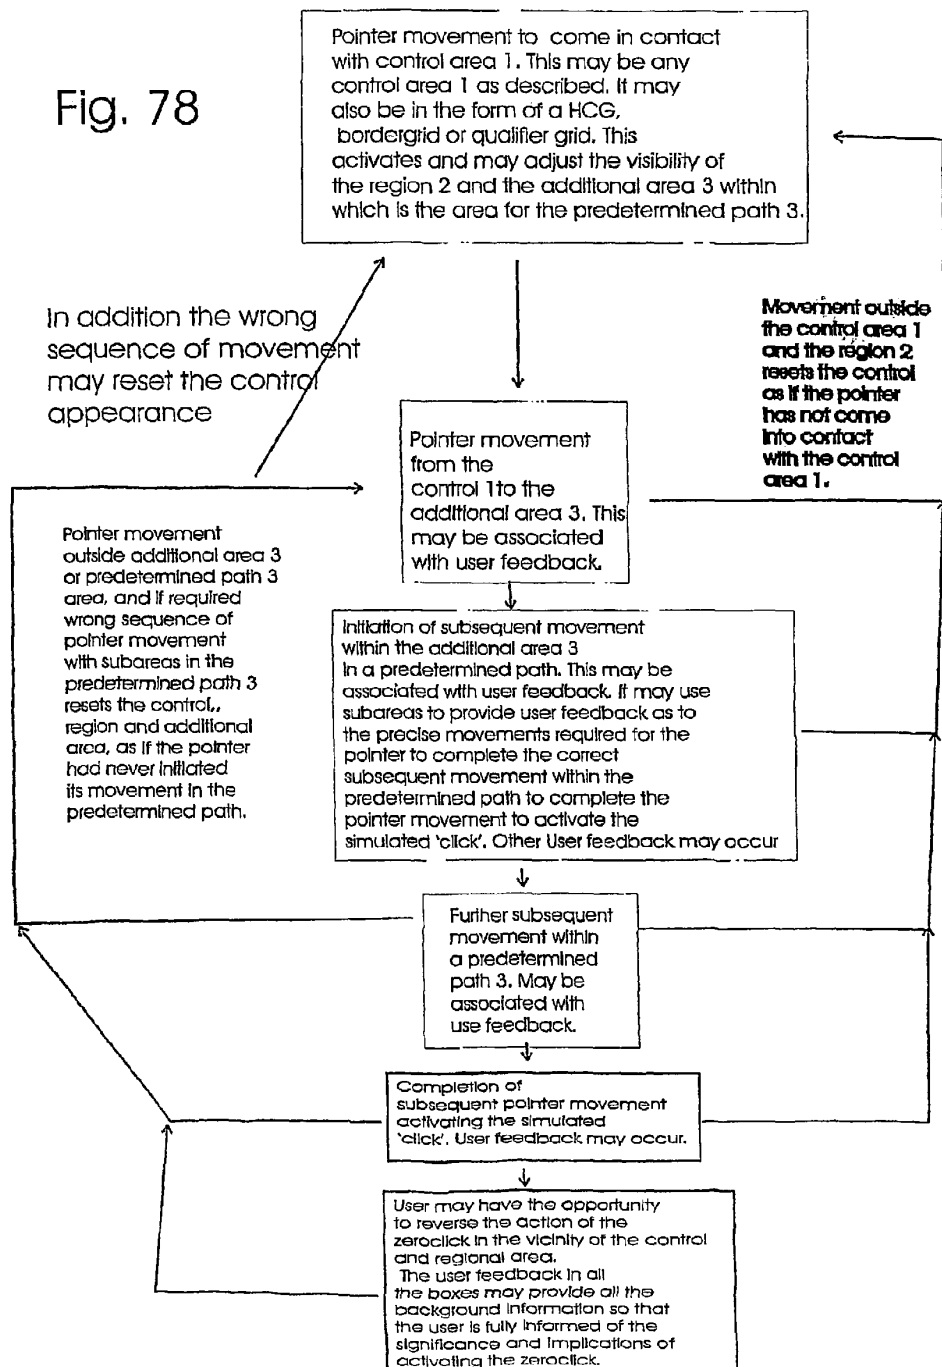 Fig. 78
Pointer movement to come in contact
with control area 1. This may be any
control area 1 as described. It may
also be in the form of a HCG,
bordergrid or qualifier grid. This
activates and may adjust the visibility of
the region 2 and the additional area 3 within
which is the area for the predetermined path 3.
In addition the wrong
sequence of movement
may reset the control
appearance
Movement outside
the control area 1
and the region 2
resets the control
as if the pointer
has not come
into contact
with the control
area 1.
Pointer movement
from the
control 1to the
additional area 3. This
may be associated
with user feedback.
Pointer movement
outside additional area 3
or predetermined path 3
area, and if required
wrong sequence of
pointer movement
with subareas in the
predetermined path 3
resets the control,,
region and additional
area, as if the pointer
had never initiated
its movement in the
predetermined path.
Initiation of subsequent movement
within the additional area 3
in a predetermined path. This may be
associated with user feedback. It may use
subareas to provide user feedback as to
the precise movements required for the
pointer to complete the correct
subsequent movement within the
predetermined path to complete the
pointer movement to activate the
simulated 'click'. Other User feedback may occur
Further subsequent
movement within
a predetermined
path 3. May be
associated with
use feedback.
Completion of
subsequent pointer movement
activating the simulated
'click'. User feedback may occur.
User may have the opportunity
to reverse the action of the
zeroclick in the vicinity of the control
and regional area.
The user feedback in all
the boxes may provide all the
background information so that
the user is fully informed of the
significance and implications of
activating the zeroclick.